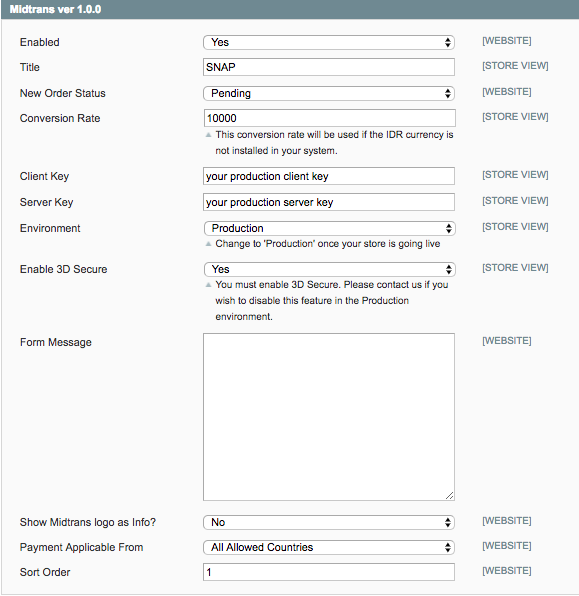 Midtrans ver 1.0.0
Enabled Yes [WEBSITE]
Title SNAP [STORE VIEW]
New Order Status Pending [WEBSITE]
Conversion Rate 10000 [STORE VIEW]
This conversion rate will be used if the IDR currency is
not installed in your system.
Client Key your production client key [STORE VIEW]
Server Key your production server key [STORE VIEW]
Environment Production [STORE VIEW]
Change to 'Production' once your store is going live
Enable 3D Secure Yes [STORE VIEW]
You must enable 3D Secure. Please contact us if you
wish to disable this feature in the Production
environment.
Form Message [WEBSITE]
Show Midtrans logo as Info? No [WEBSITE]
Payment Applicable From All Allowed Countries [WEBSITE]
Sort Order 1 [WEBSITE]